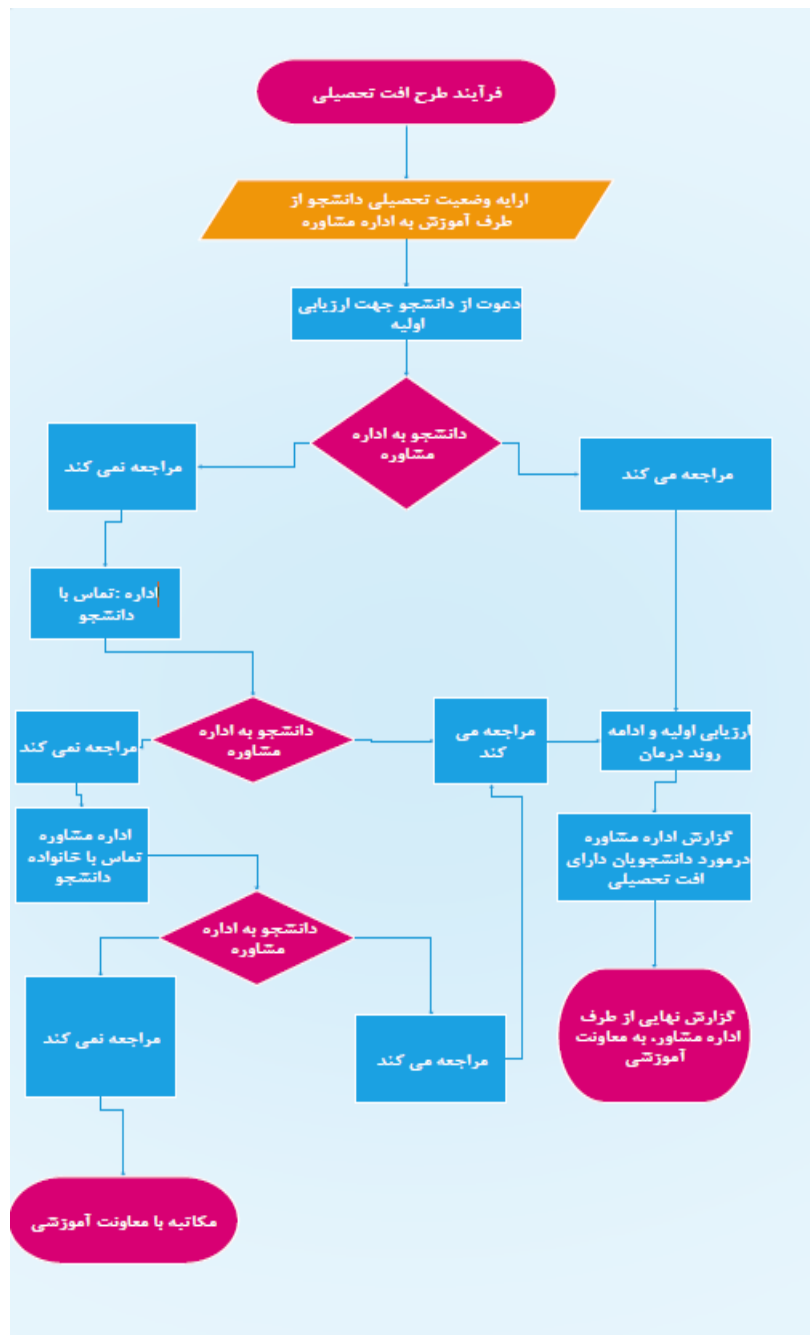 فرآیند طرح افت تحصیلی
ارایه وضعیت تحصیلی دانشجو از
طرف آموزش به اداره مشاوره
دعوت از دانشجو جهت ارزیابی
اولیه
دانشجو به اداره
مشاوره
مراجعه می کند
مراجعه نمی کند
اداره :تماس با
دانشجو
دانشجو به اداره
مشاوره
مراجعه می
کند
مراجعه نمی کند
ارزیابی اولیه و ادامه
روند درمان
گزارش اداره مشاوره
درمورد دانشجویان دارای
افت تحصیلی
اداره مشاوره
تماس با خانواده
دانشجو
دانشجو به اداره
مشاوره
مراجعه نمی کند
مراجعه می کند
گزارش نهایی از طرف
اداره مشاور، به معاونت
آموزشی
مکاتبه با معاونت آموزشی